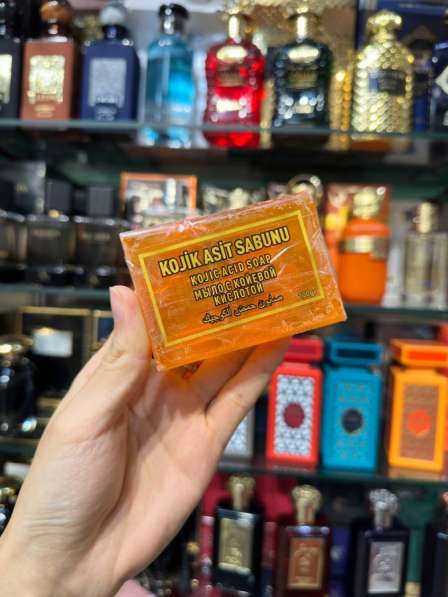 KOJİK ASİT SABUNU
KOJIC ACID SOAP
МЫЛО С КОЙЕВОЙ
КИСЛОТОЙ
صابون حمض الكوجيك